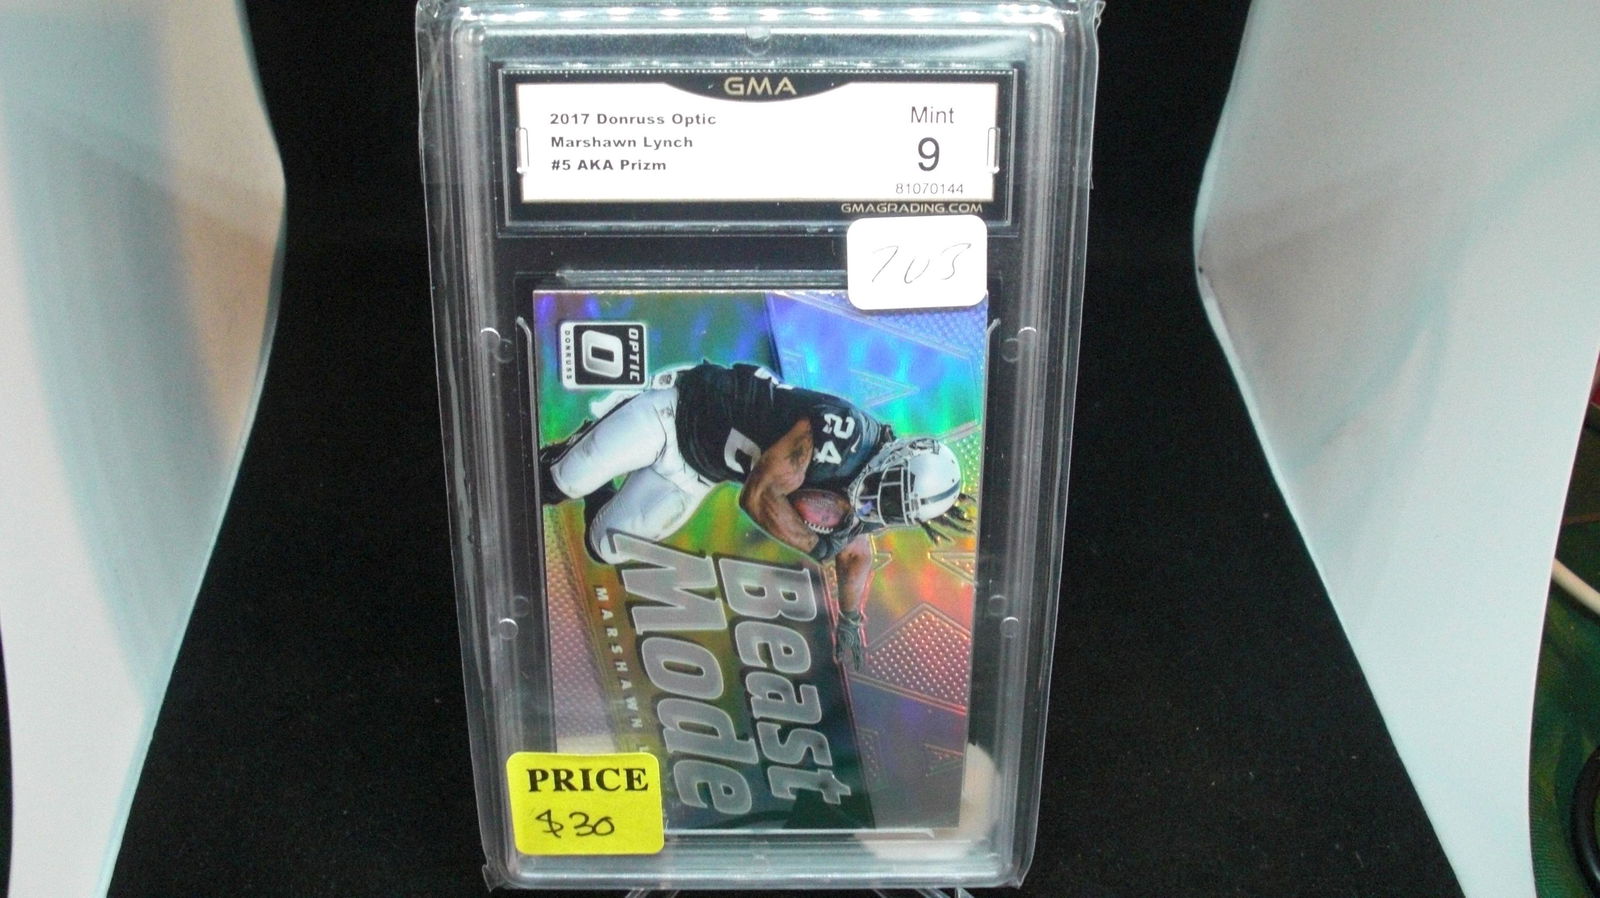 GMA
2017 Donruss Optic
Marshawn Lynch
#5 AKA Prizm
Mint
9
81070144
GMAGRADING.COM
703
OPTIC
DONRUSS
24
Beast
Mode
MARSHAWN L
PRICE
$30